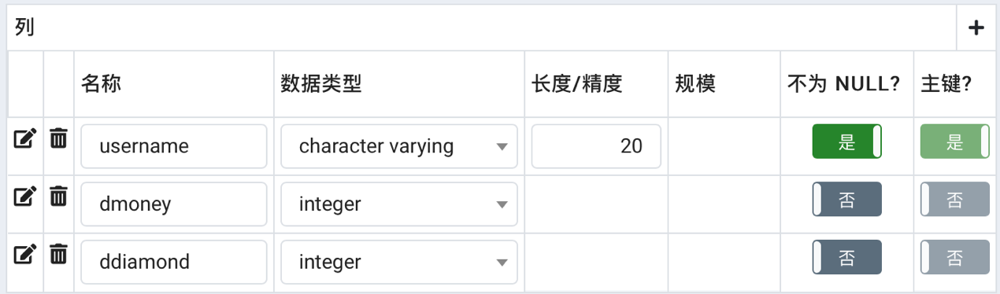 列
名称 数据类型 长度/精度 规模 不为 NULL? 主键?
username character varying 20 是 是
dmoney integer 否 否
ddiamond integer 否 否